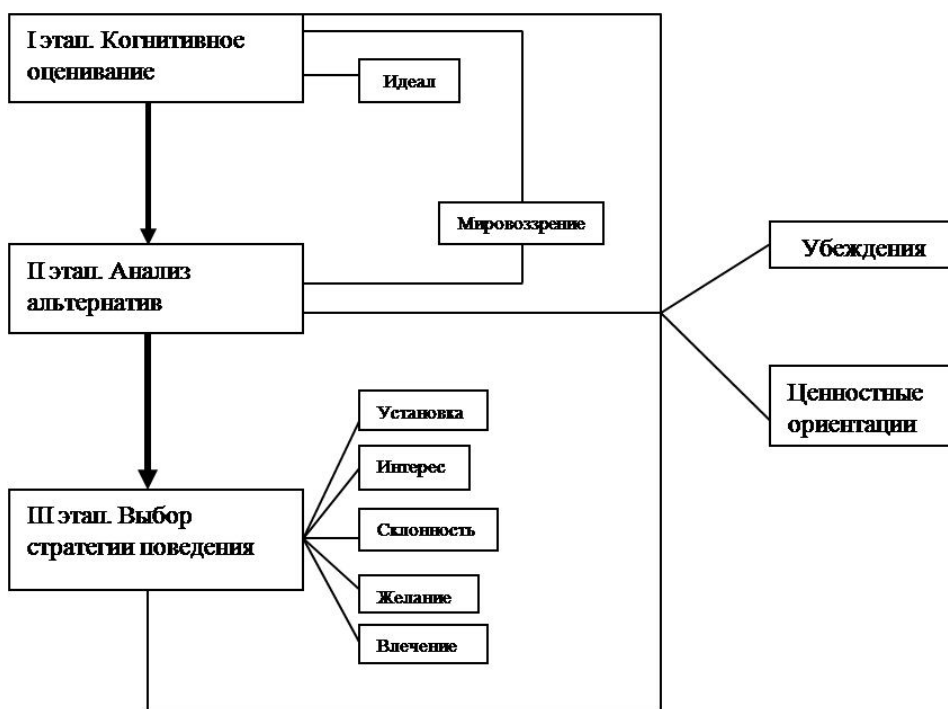 I этап. Когнитивное
оценивание
Идеал
Мировоззрение
Убеждения
II этап. Анализ
альтернатив
Ценностные
ориентации
Установка
Интерес
III этап. Выбор
стратегии поведения
Склонность
Желание
Влечение